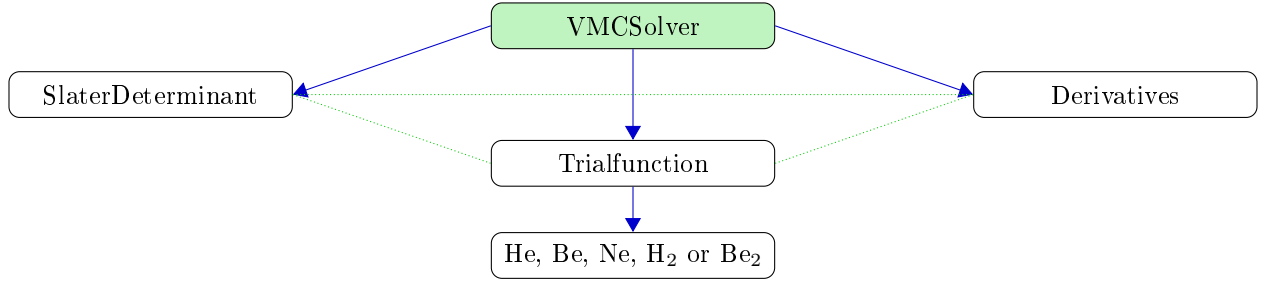 VMCSolver
SlaterDeterminant
Derivatives
Trialfunction
He, Be, Ne, H₂ or Be₂